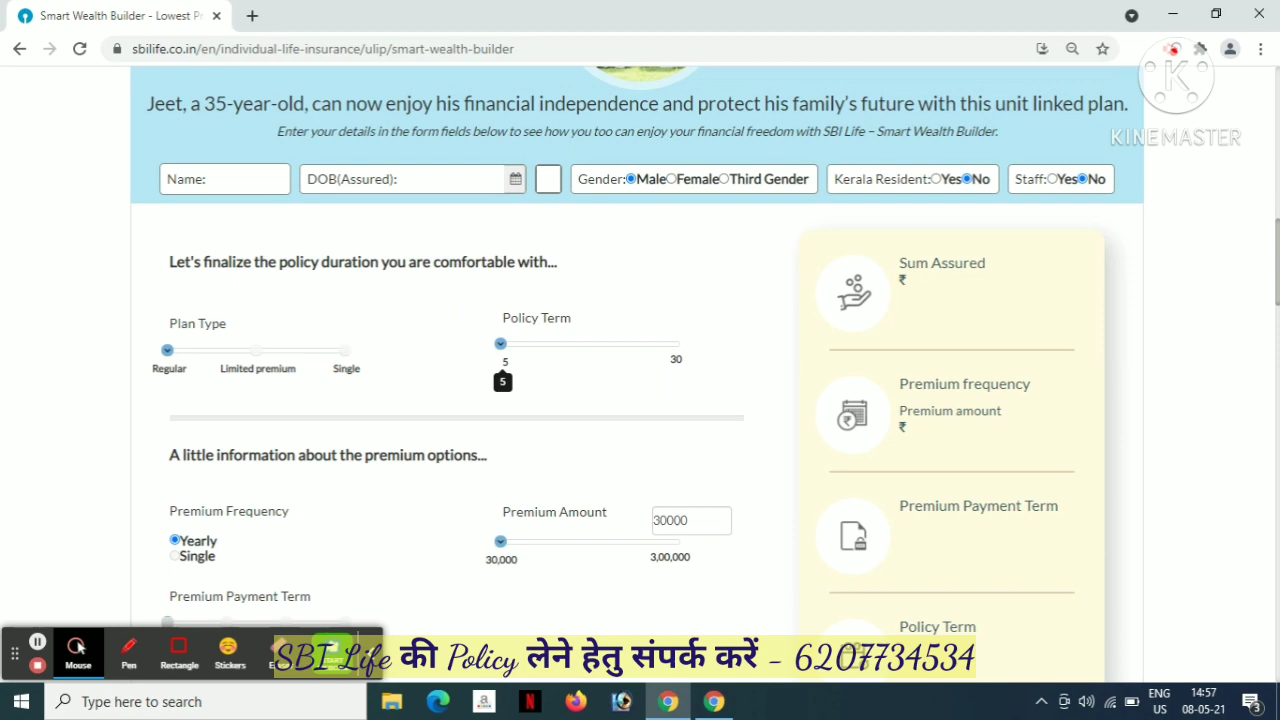 Smart Wealth Builder - Lowest P
sbilife.co.in/en/individual-life-insurance/ulip/smart-wealth-builder
K
KINEMASTER
Jeet, a 35-year-old, can now enjoy his financial independence and protect his family's future with this unit linked plan.
Enter your details in the form fields below to see how you too can enjoy your financial freedom with SBI Life – Smart Wealth Builder.
Name: DOB(Assured): Gender: Male Female Third Gender Kerala Resident: Yes No Staff: Yes No
Let's finalize the policy duration you are comfortable with...
Plan Type
Regular Limited premium Single
Policy Term
5 30
5
A little information about the premium options...
Premium Frequency
Yearly
Single
Premium Amount 30000
30,000 3,00,000
Premium Payment Term
Sum Assured
₹
Premium frequency
Premium amount
₹
Premium Payment Term
Policy Term
Mouse Pen Rectangle Stickers
SBI Life की Policy लेने हेतु संपर्क करें - 6207734534
Type here to search
ENG
US
14:57
08-05-21
3